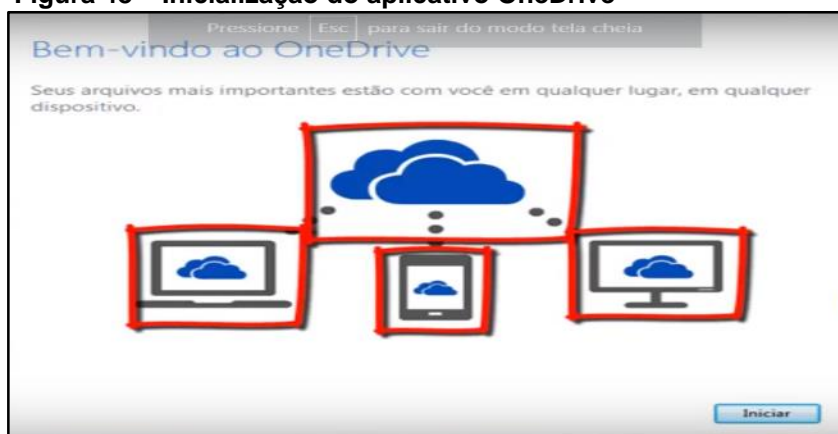 Figura 48 – Inicialização do aplicativo OneDrive
Pressione Esc para sair do modo tela cheia
Bem-vindo ao OneDrive
Seus arquivos mais importantes estão com você em qualquer lugar, em qualquer
dispositivo.
Iniciar